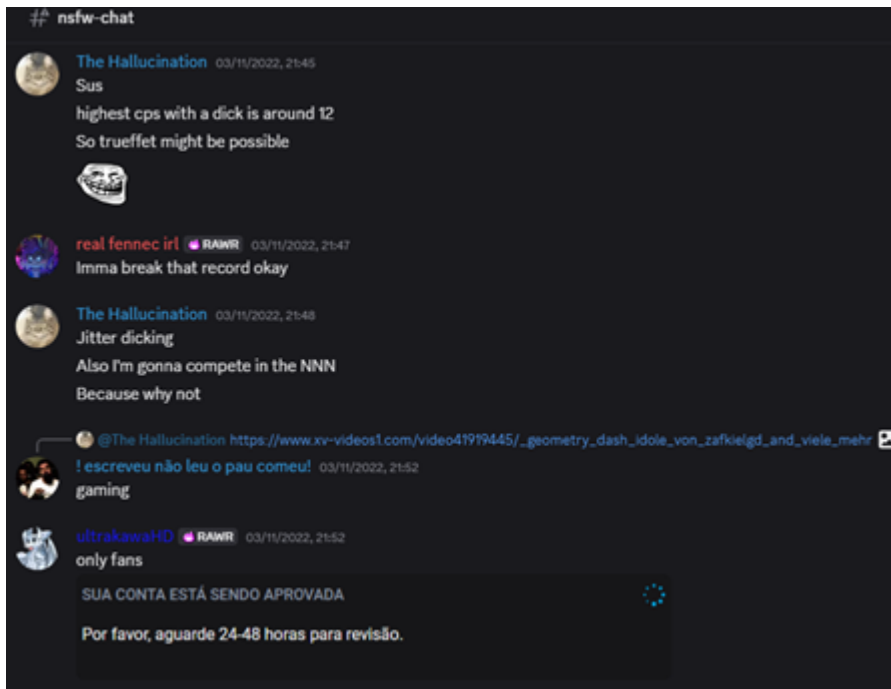 # nsfw-chat
The Hallucination 03/11/2022, 21:45
Sus
highest cps with a dick is around 12
So trueffet might be possible
real fennec irl RAWR 03/11/2022, 21:47
Imma break that record okay
The Hallucination 03/11/2022, 21:48
Jitter dicking
Also I'm gonna compete in the NNN
Because why not
@The Hallucination https://www.xv-videos1.com/video41919445/_geometry_dash_idole_von_zafkielgd_and_viele_mehr
! escreveu não leu o pau comeu! 03/11/2022, 21:52
gaming
ultrakawaHD RAWR 03/11/2022, 21:52
only fans
SUA CONTA ESTÁ SENDO APROVADA
Por favor, aguarde 24-48 horas para revisão.